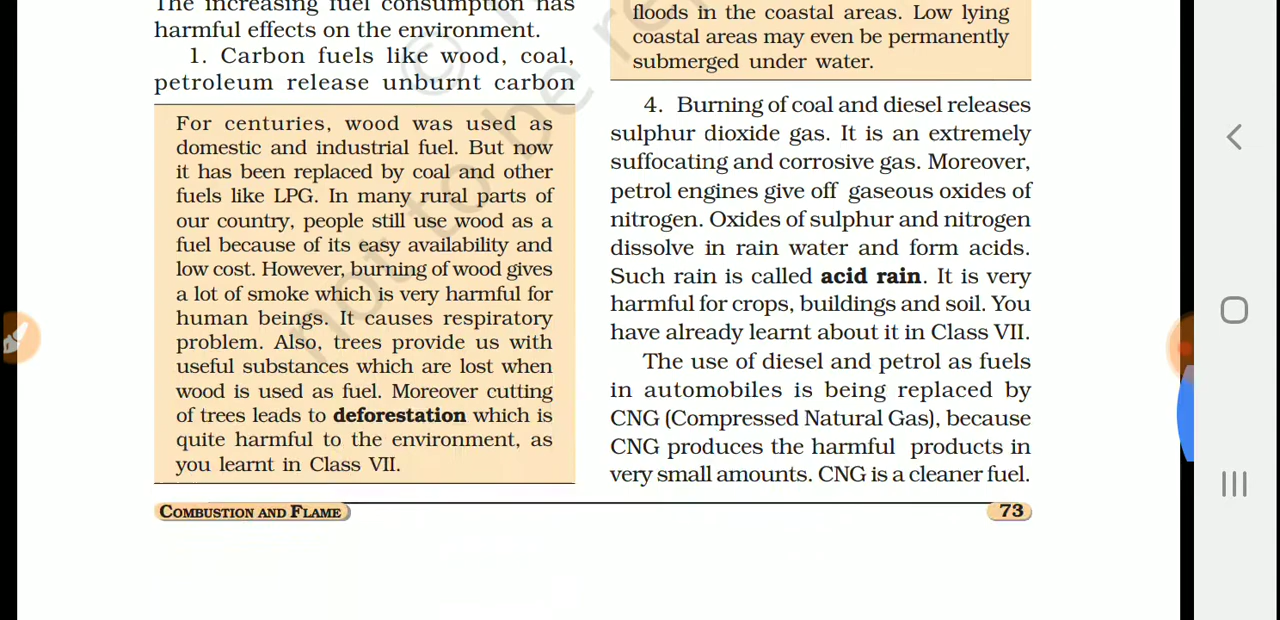 The increasing fuel consumption has
harmful effects on the environment.
1. Carbon fuels like wood, coal,
petroleum release unburnt carbon
For centuries, wood was used as
domestic and industrial fuel. But now
it has been replaced by coal and other
fuels like LPG. In many rural parts of
our country, people still use wood as a
fuel because of its easy availability and
low cost. However, burning of wood gives
a lot of smoke which is very harmful for
human beings. It causes respiratory
problem. Also, trees provide us with
useful substances which are lost when
wood is used as fuel. Moreover cutting
of trees leads to deforestation which is
quite harmful to the environment, as
you learnt in Class VII.
floods in the coastal areas. Low lying
coastal areas may even be permanently
submerged under water.
4. Burning of coal and diesel releases
sulphur dioxide gas. It is an extremely
suffocating and corrosive gas. Moreover,
petrol engines give off gaseous oxides of
nitrogen. Oxides of sulphur and nitrogen
dissolve in rain water and form acids.
Such rain is called acid rain. It is very
harmful for crops, buildings and soil. You
have already learnt about it in Class VII.
The use of diesel and petrol as fuels
in automobiles is being replaced by
CNG (Compressed Natural Gas), because
CNG produces the harmful products in
very small amounts. CNG is a cleaner fuel.
COMBUSTION AND FLAME
73
©
not to be re